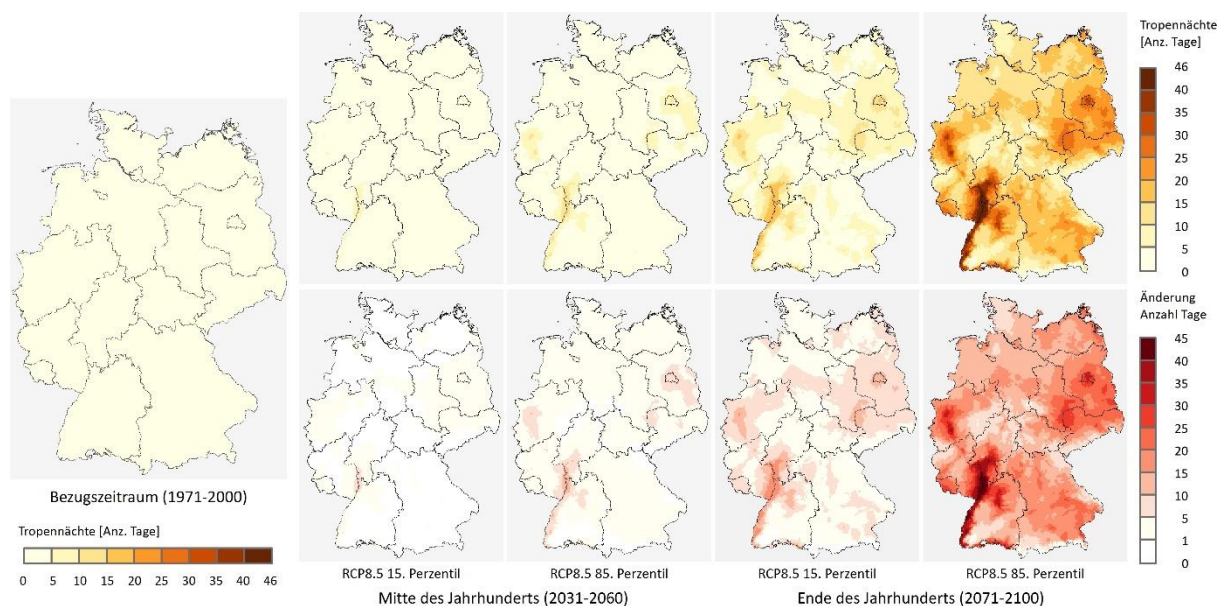 Tropennächte
[Anz. Tage]
46
40
35
30
25
20
15
10
5
0
Änderung
Anzahl Tage
45
40
35
30
25
20
15
10
5
1
0
Bezugszeitraum (1971-2000)
Tropennächte [Anz. Tage]
0 5 10 15 20 25 30 35 40 46
RCP8.5 15. Perzentil RCP8.5 85. Perzentil RCP8.5 15. Perzentil RCP8.5 85. Perzentil
Mitte des Jahrhunderts (2031-2060) Ende des Jahrhunderts (2071-2100)